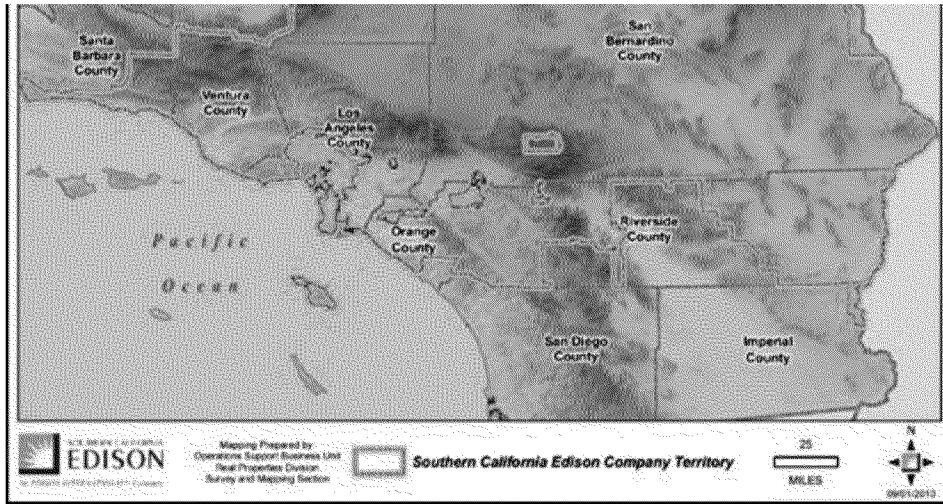 Santa
Barbara
County
Ventura
County
Los
Angeles
County
San
Bernardino
County
Orange
County
Riverside
County
Pacific
Ocean
San Diego
County
Imperial
County
SOUTHERN CALIFORNIA
EDISON
Mapping Prepared by
Operations Support Business Unit
Real Properties Division
Survey and Mapping Section
Southern California Edison Company Territory
25
MILES
N